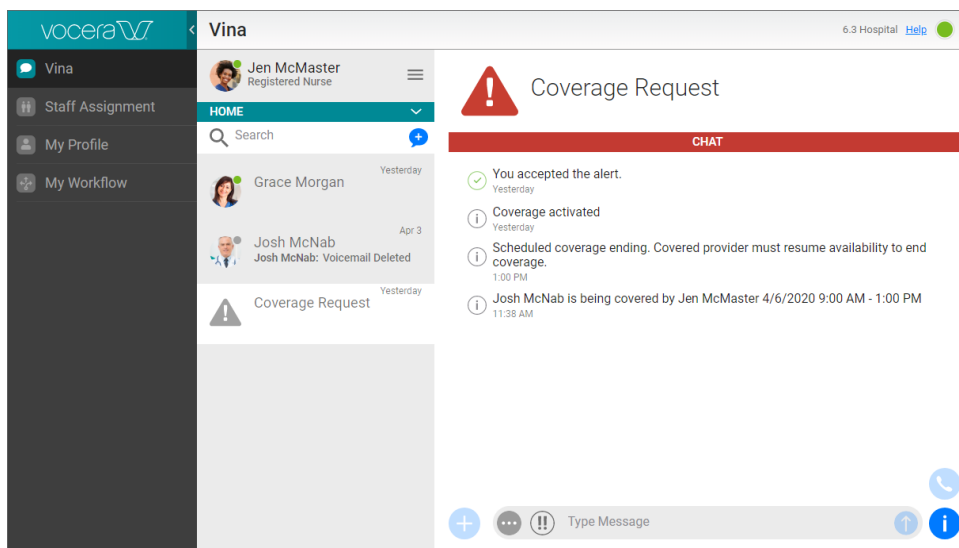 vocera
Vina
6.3 Hospital Help
Vina
Staff Assignment
My Profile
My Workflow
Jen McMaster
Registered Nurse
HOME
Search
Yesterday
Grace Morgan
Apr 3
Josh McNab
Josh McNab: Voicemail Deleted
Yesterday
Coverage Request
Coverage Request
CHAT
You accepted the alert.
Yesterday
Coverage activated
Yesterday
Scheduled coverage ending. Covered provider must resume availability to end
coverage.
1:00 PM
Josh McNab is being covered by Jen McMaster 4/6/2020 9:00 AM - 1:00 PM
11:38 AM
Type Message